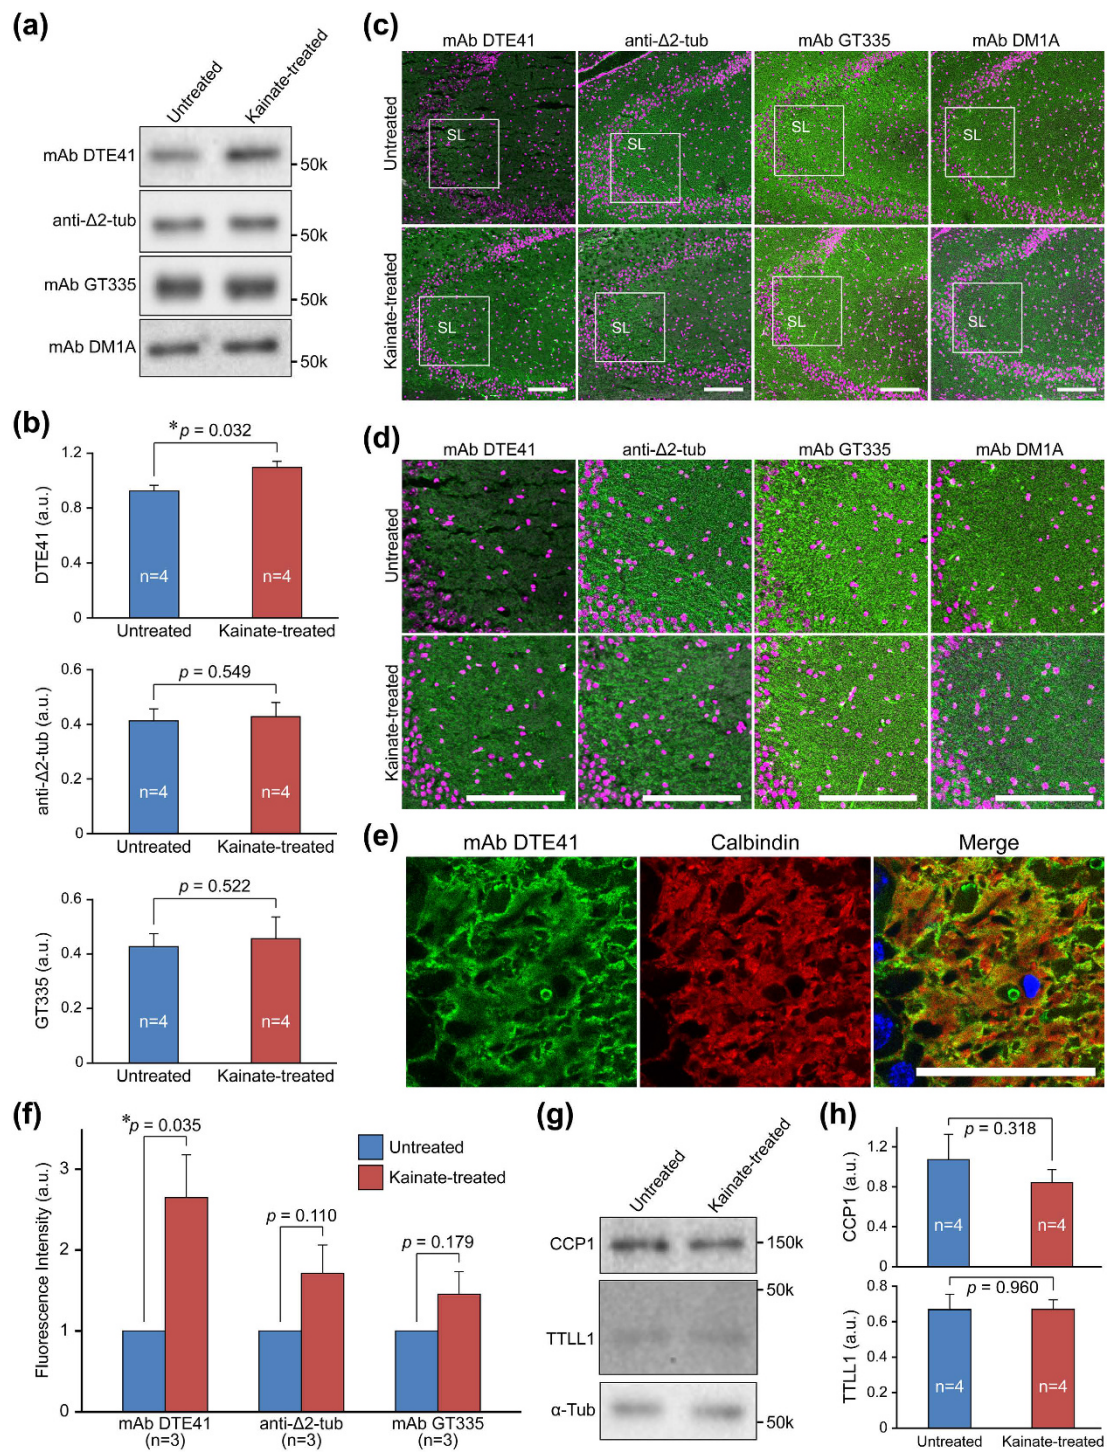 (a)
Untreated
Kainate-treated
mAb DTE41
50k
anti-Δ2-tub
50k
mAb GT335
50k
mAb DM1A
50k
(b)
*p = 0.032
1.2
0.8
0.4
0
DTE41 (a.u.)
n=4
n=4
Untreated
Kainate-treated
p = 0.549
0.6
0.4
0.2
0
anti-Δ2-tub (a.u.)
n=4
n=4
Untreated
Kainate-treated
p = 0.522
0.6
0.4
0.2
0
GT335 (a.u.)
n=4
n=4
Untreated
Kainate-treated
(c)
mAb DTE41
anti-Δ2-tub
mAb GT335
mAb DM1A
Untreated
SL
SL
SL
SL
Kainate-treated
SL
SL
SL
SL
(d)
mAb DTE41
anti-Δ2-tub
mAb GT335
mAb DM1A
Untreated
Kainate-treated
(e)
mAb DTE41
Calbindin
Merge
(f)
*p = 0.035
Untreated
Kainate-treated
p = 0.110
p = 0.179
3
2
1
0
Fluorescence Intensity (a.u.)
mAb DTE41
(n=3)
anti-Δ2-tub
(n=3)
mAb GT335
(n=3)
(g)
Untreated
Kainate-treated
CCP1
150k
50k
TTLL1
α-Tub
50k
(h)
p = 0.318
1.2
0.8
0.4
0
CCP1 (a.u.)
n=4
n=4
p = 0.960
0.8
0.6
0.4
0.2
0
TTLL1 (a.u.)
n=4
n=4
Untreated
Kainate-treated